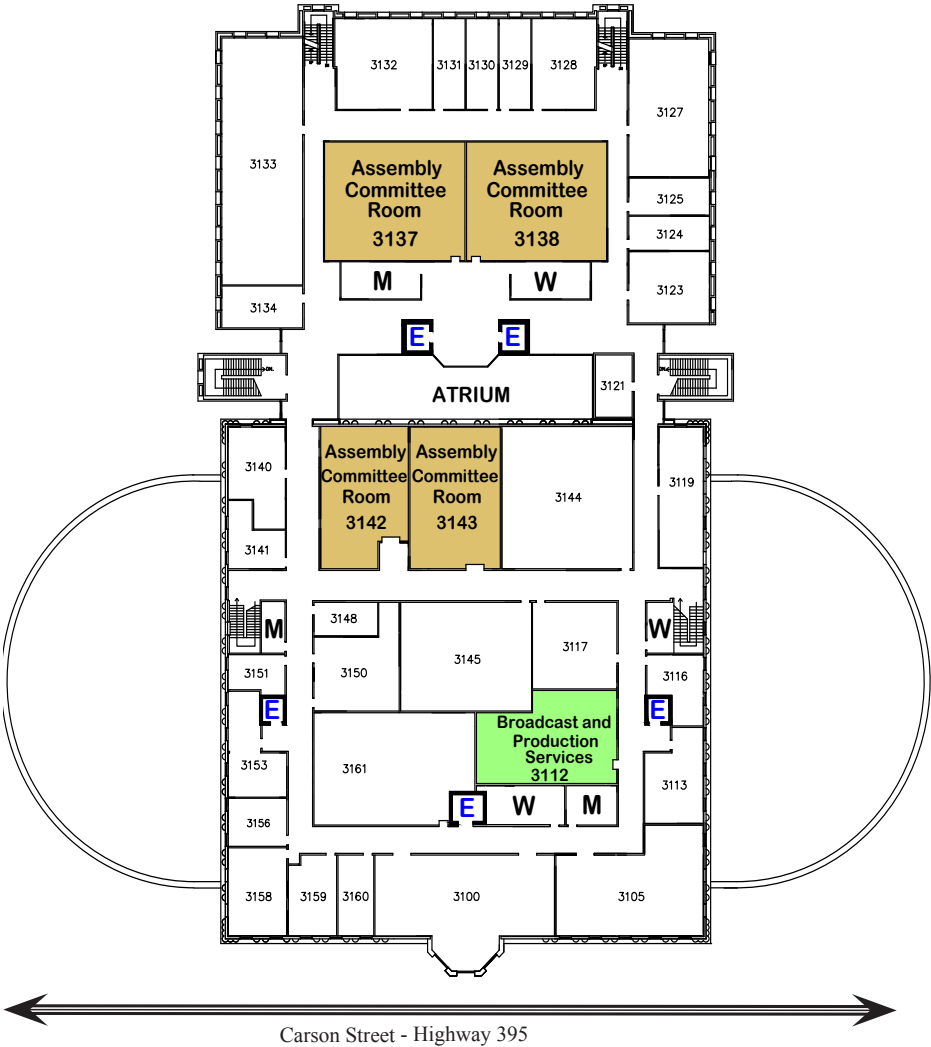 3132
3131
3130
3129
3128
3127
3133
Assembly
Committee
Room
3137
Assembly
Committee
Room
3138
3125
3124
3123
M
W
3134
E
E
DN.
ATRIUM
3121
DN.
3140
Assembly
Committee
Room
3142
Assembly
Committee
Room
3143
3144
3119
3141
M
3148
3145
3117
W
3151
3150
3116
E
Broadcast and
Production
Services
3112
E
3153
3161
3113
E
W
M
3156
3158
3159
3160
3100
3105
Carson Street - Highway 395